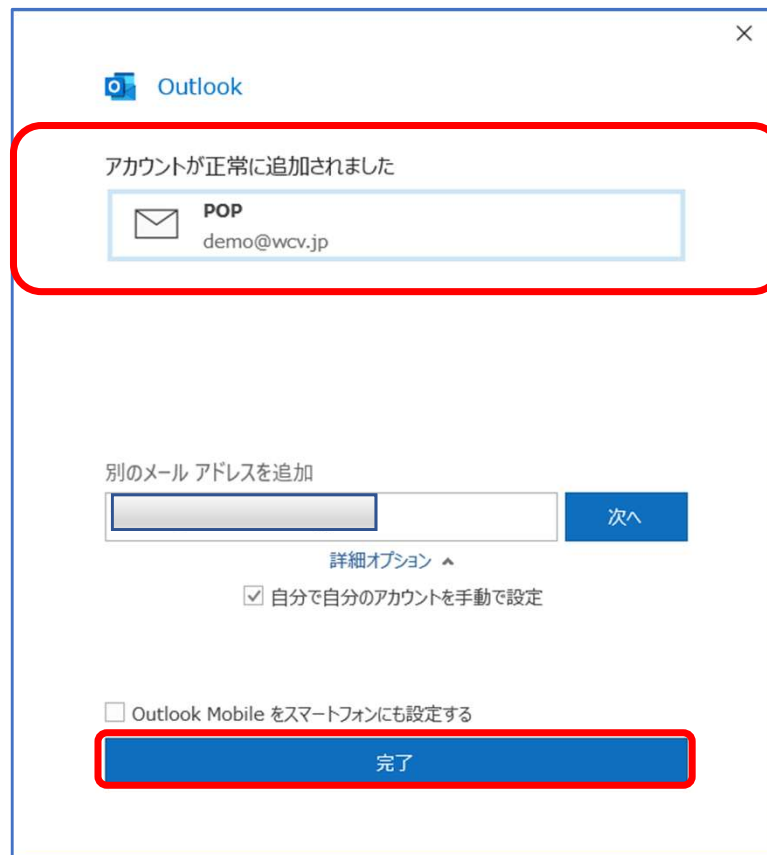 Outlook
アカウントが正常に追加されました
POP
demo@wcv.jp
別のメール アドレスを追加
次へ
詳細オプション
自分で自分のアカウントを手動で設定
Outlook Mobile をスマートフォンにも設定する
完了